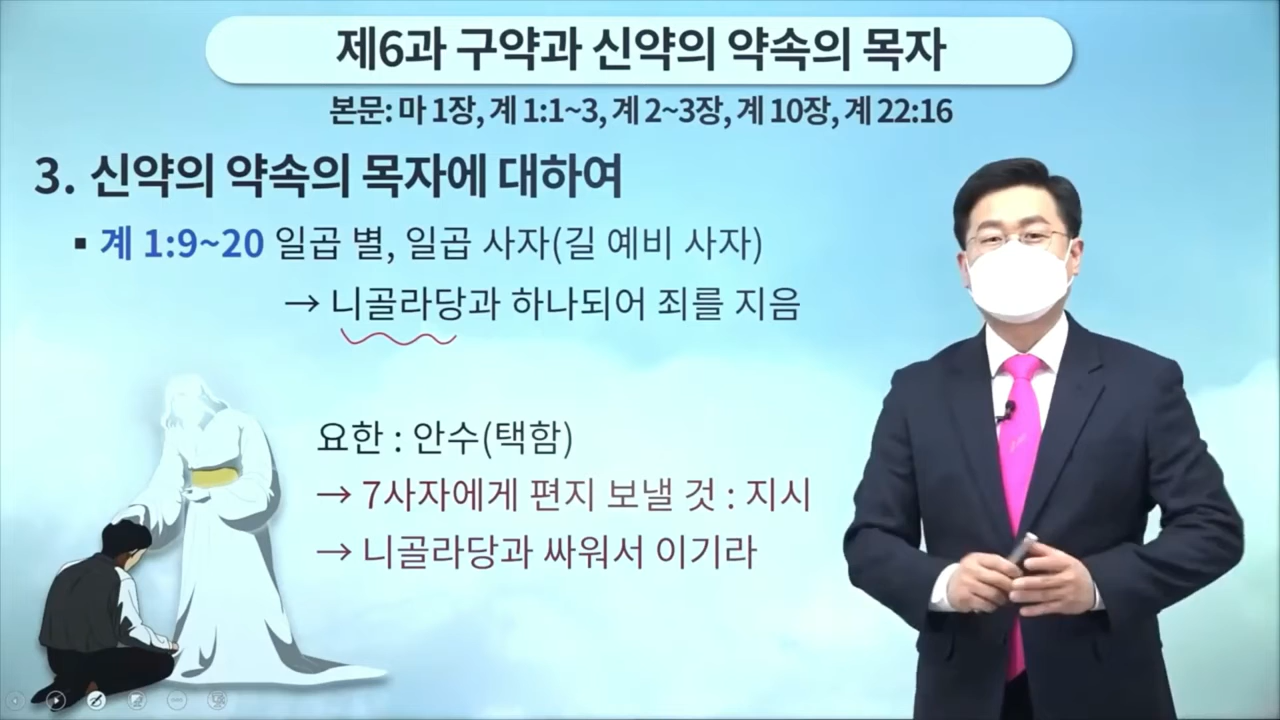 제6과 구약과 신약의 약속의 목자
본문: 마 1장, 계 1:1~3, 계 2~3장, 계 10장, 계 22:16
3. 신약의 약속의 목자에 대하여
▪ 계 1:9~20 일곱 별, 일곱 사자(길 예비 사자)
→ 니골라당과 하나되어 죄를 지음
요한 : 안수(택함)
→ 7사자에게 편지 보낼 것 : 지시
→ 니골라당과 싸워서 이기라